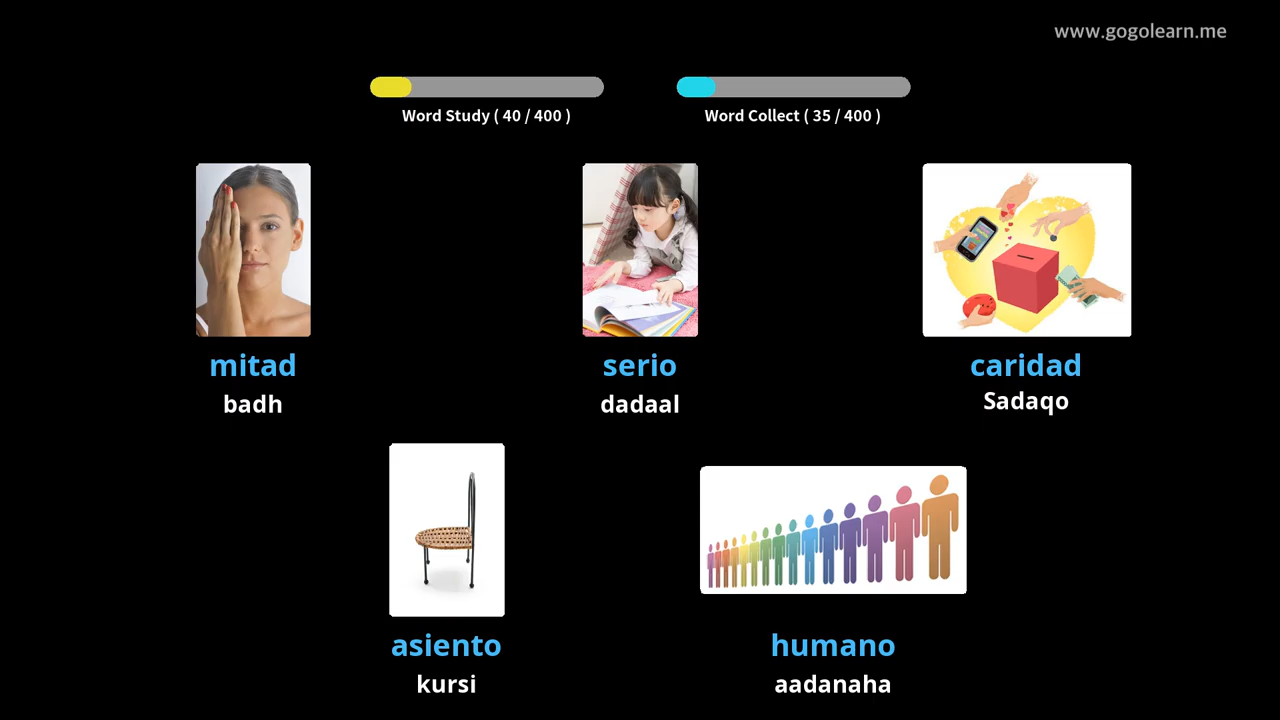 www.gogolearn.me
Word Study ( 40 / 400 )
Word Collect ( 35 / 400 )
mitad
badh
serio
dadaal
caridad
Sadaqo
asiento
kursi
humano
aadanaha